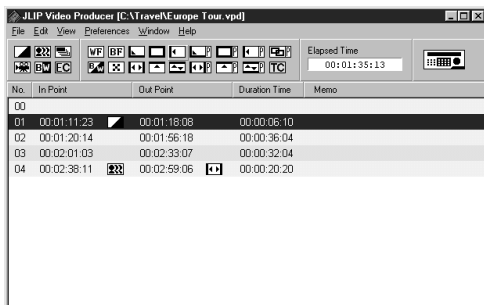 JLIP Video Producer [C:\Travel\Europe Tour.vpd]
File Edit View Preferences Window Help
WF BF P P P P Elapsed Time
BW EC B/W P P TC 00:01:35:13
No. In Point Out Point Duration Time Memo
00
01 00:01:11:23 00:01:18:08 00:00:06:10
02 00:01:20:14 00:01:56:18 00:00:36:04
03 00:02:01:03 00:02:33:07 00:00:32:04
04 00:02:38:11 00:02:59:06 00:00:20:20